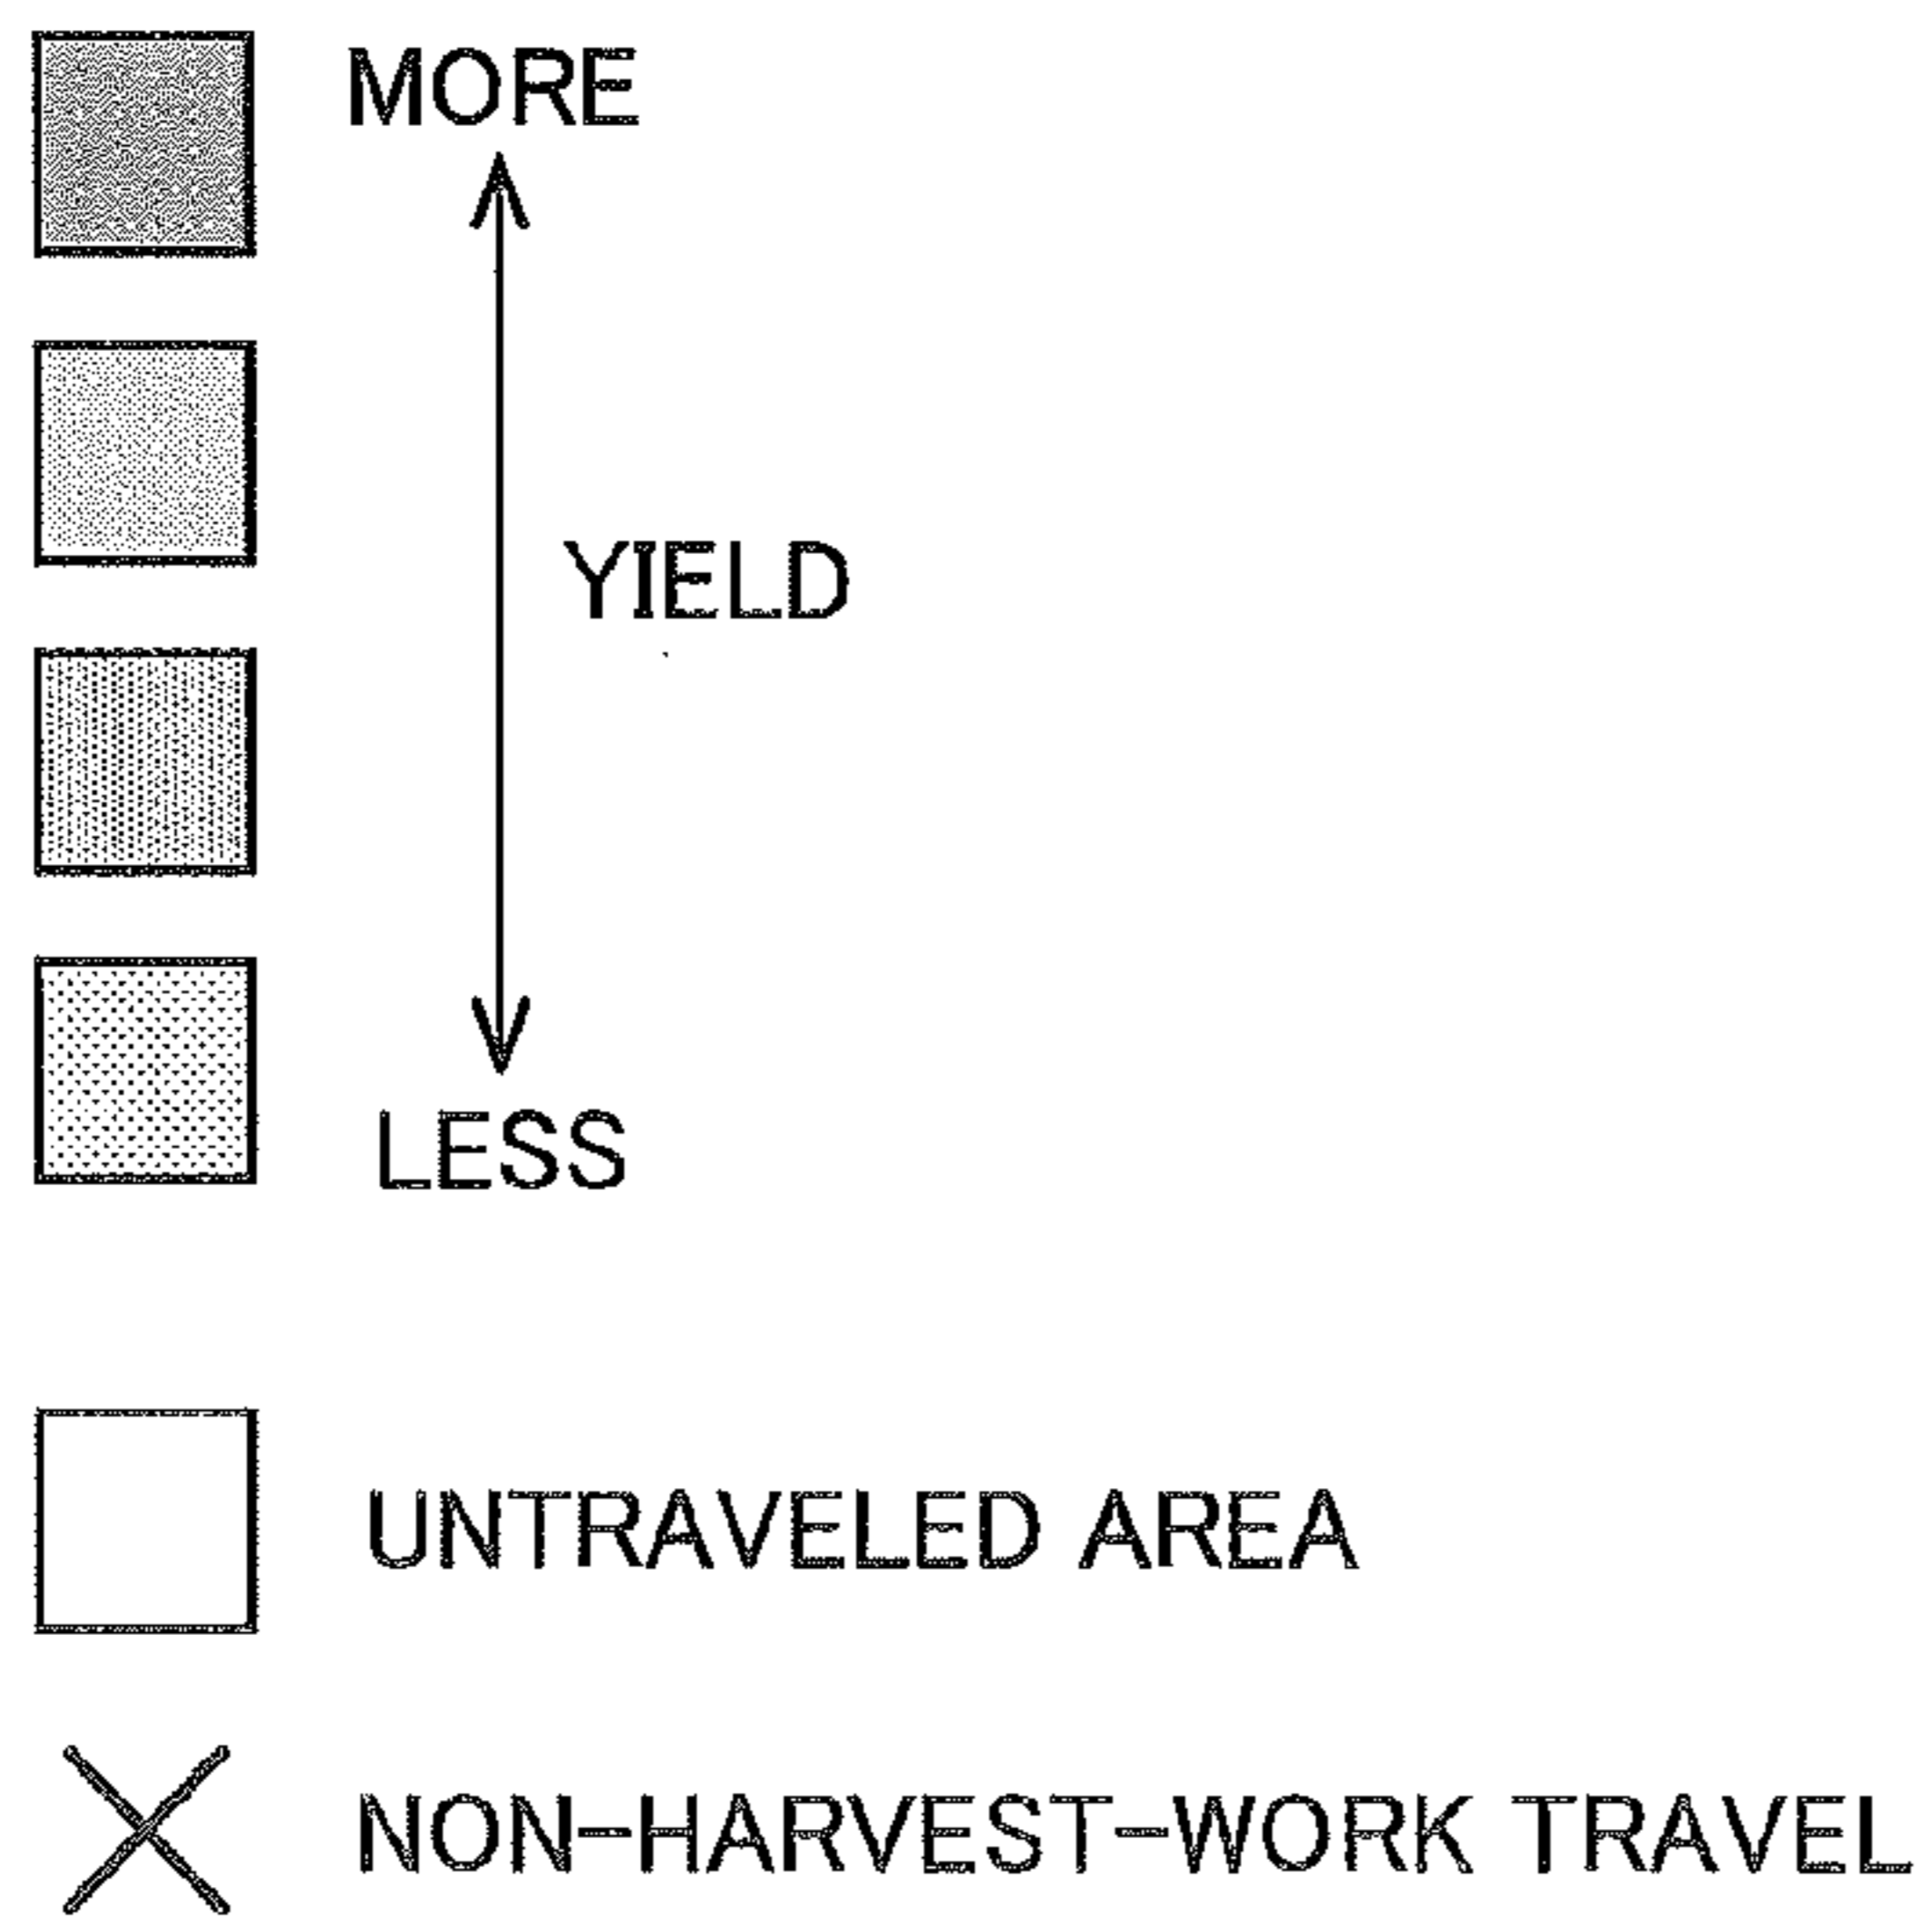 MORE
YIELD
LESS
UNTRAVELED AREA
NON-HARVEST-WORK TRAVEL